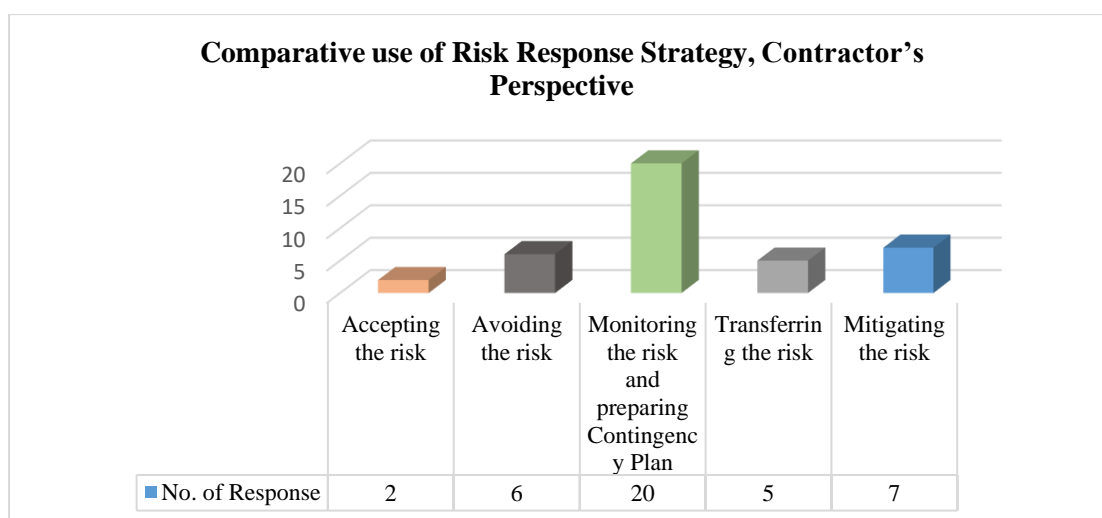 Comparative use of Risk Response Strategy, Contractor’s
Perspective
20
15
10
5
0
Accepting
the risk
Avoiding
the risk
Monitoring
the risk
and
preparing
Contingenc
y Plan
Transferrin
g the risk
Mitigating
the risk
No. of Response 2 6 20 5 7